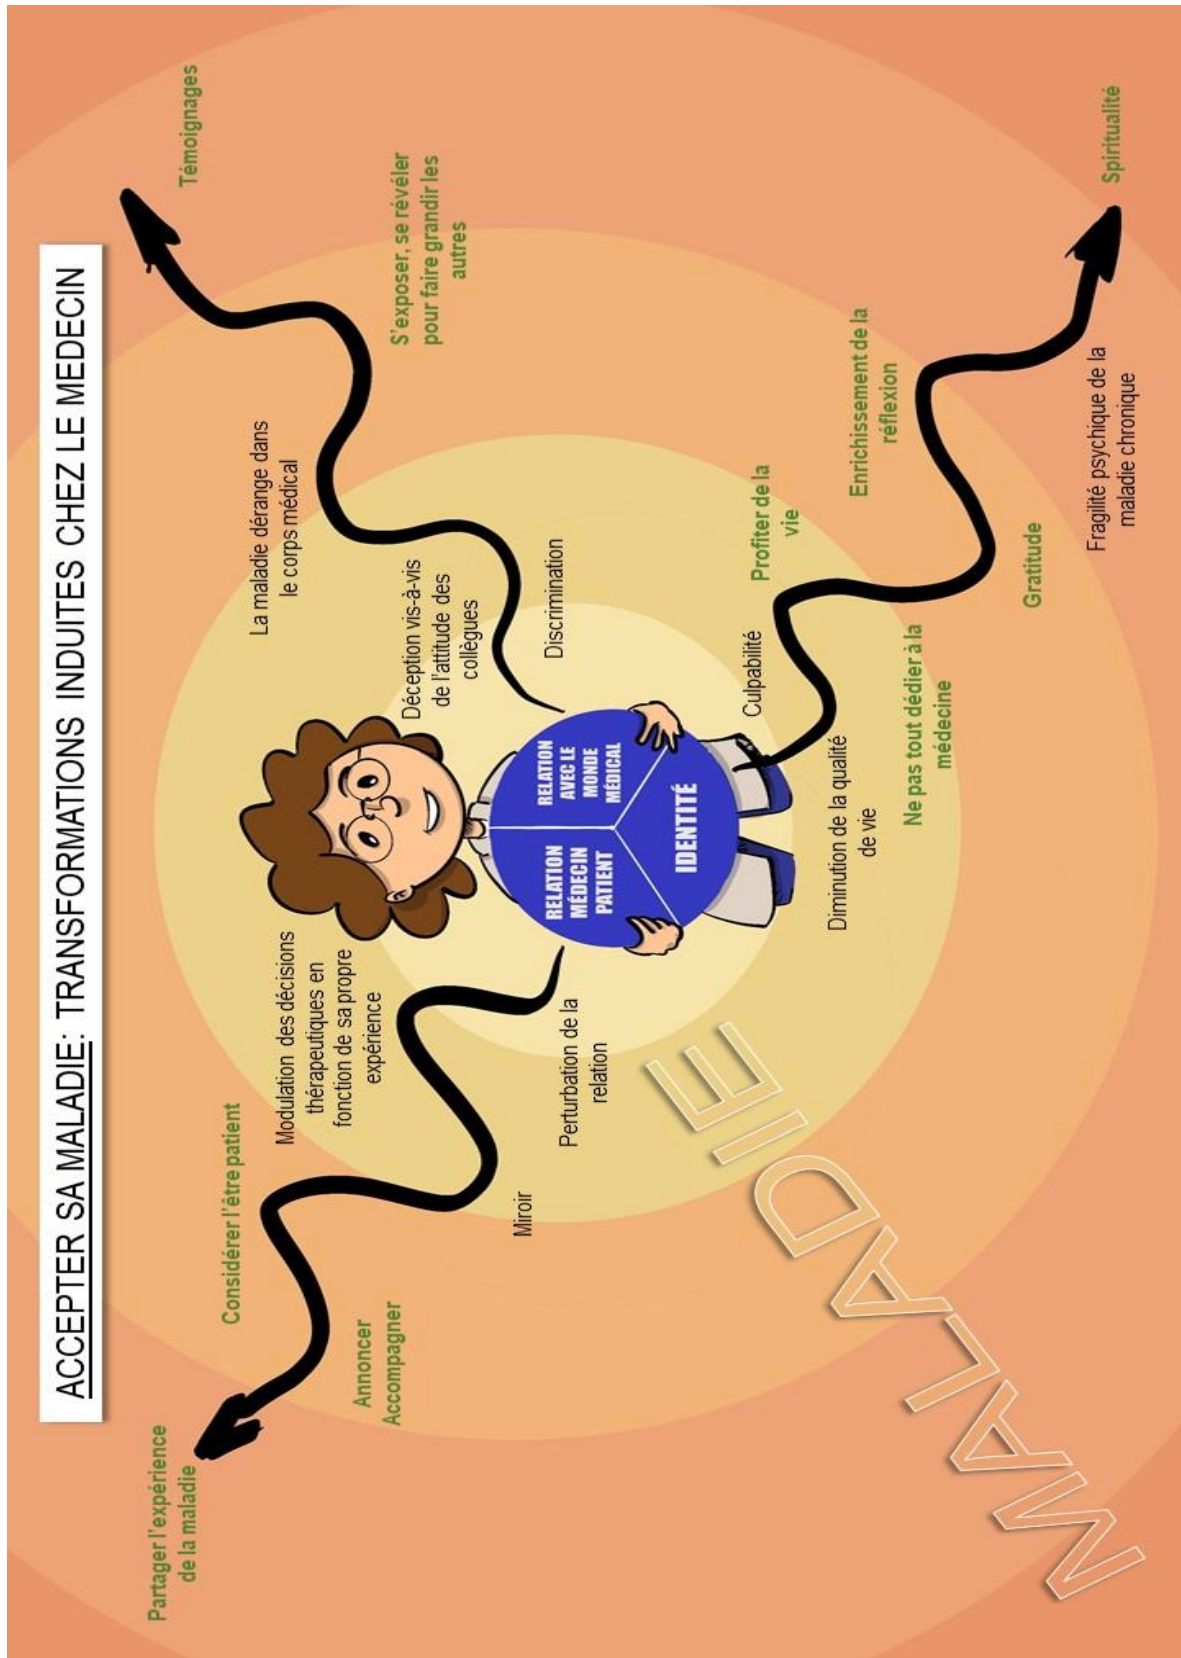 ACCEPTER SA MALADIE: TRANSFORMATIONS INDUITES CHEZ LE MEDECIN
Partager l'expérience
de la maladie
Considérer l'être patient
Annoncer
Accompagner
Modulation des décisions
thérapeutiques en
fonction de sa propre
expérience
Miroir
Perturbation de la
relation
RELATION
MÉDECIN
PATIENT
RELATION
AVEC LE
MONDE
MÉDICAL
IDENTITÉ
Témoignages
La maladie dérange dans
le corps médical
S'exposer, se révéler
pour faire grandir les
autres
Déception vis-à-vis
de l'attitude des
collègues
Discrimination
Culpabilité
Profiter de la
vie
Diminution de la qualité
de vie
Ne pas tout dédier à la
médecine
Enrichissement de la
réflexion
Gratitude
Fragilité psychique de la
maladie chronique
Spiritualité
MALADIE